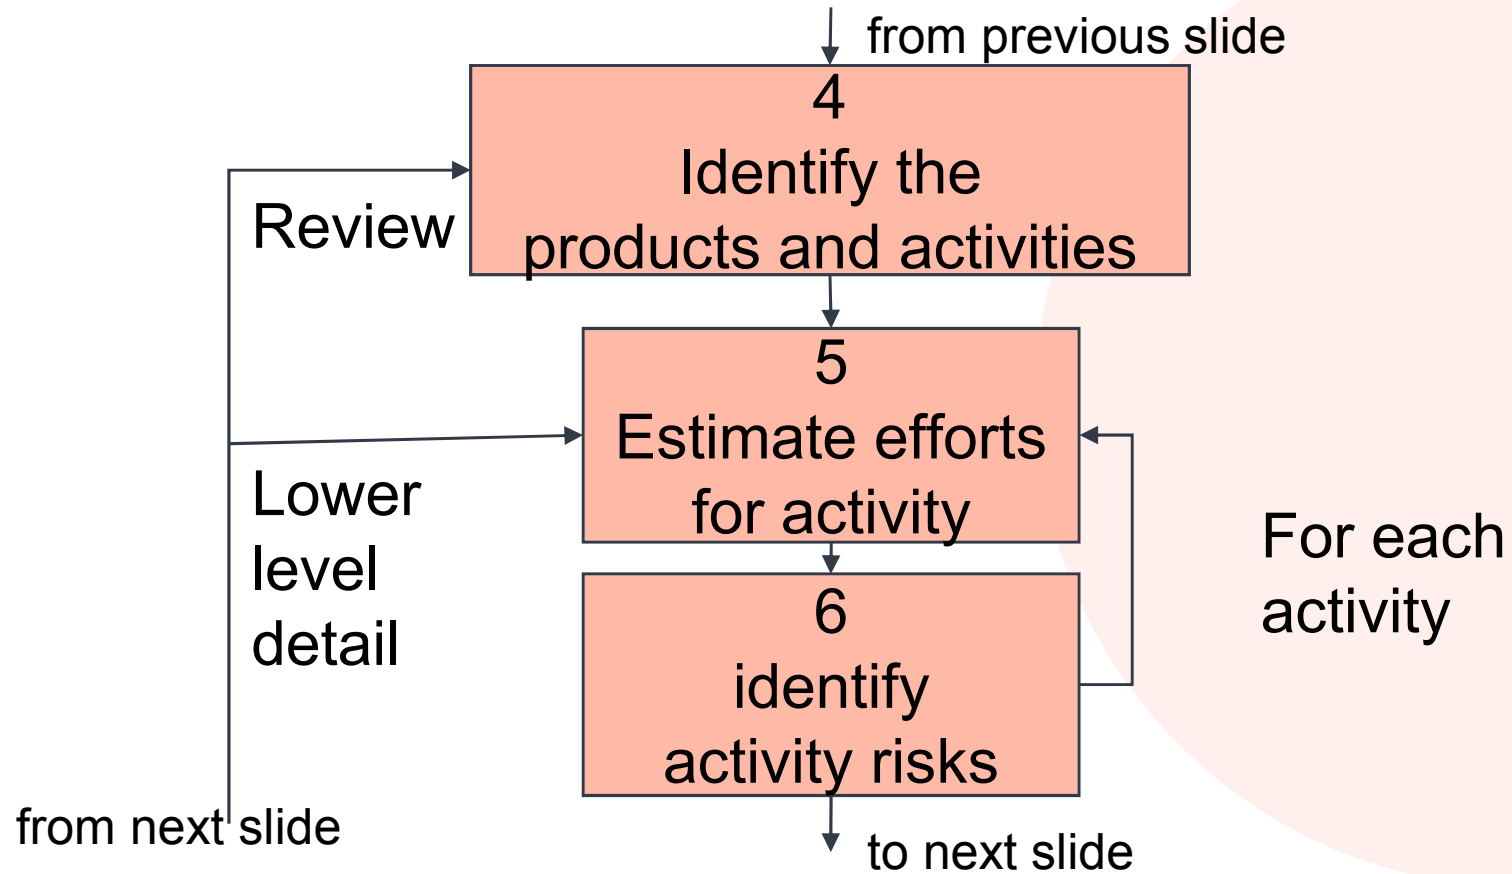 from previous slide
4
Identify the
products and activities
Review
5
Estimate efforts
for activity
Lower
level
detail
For each
activity
6
identify
activity risks
from next slide
to next slide